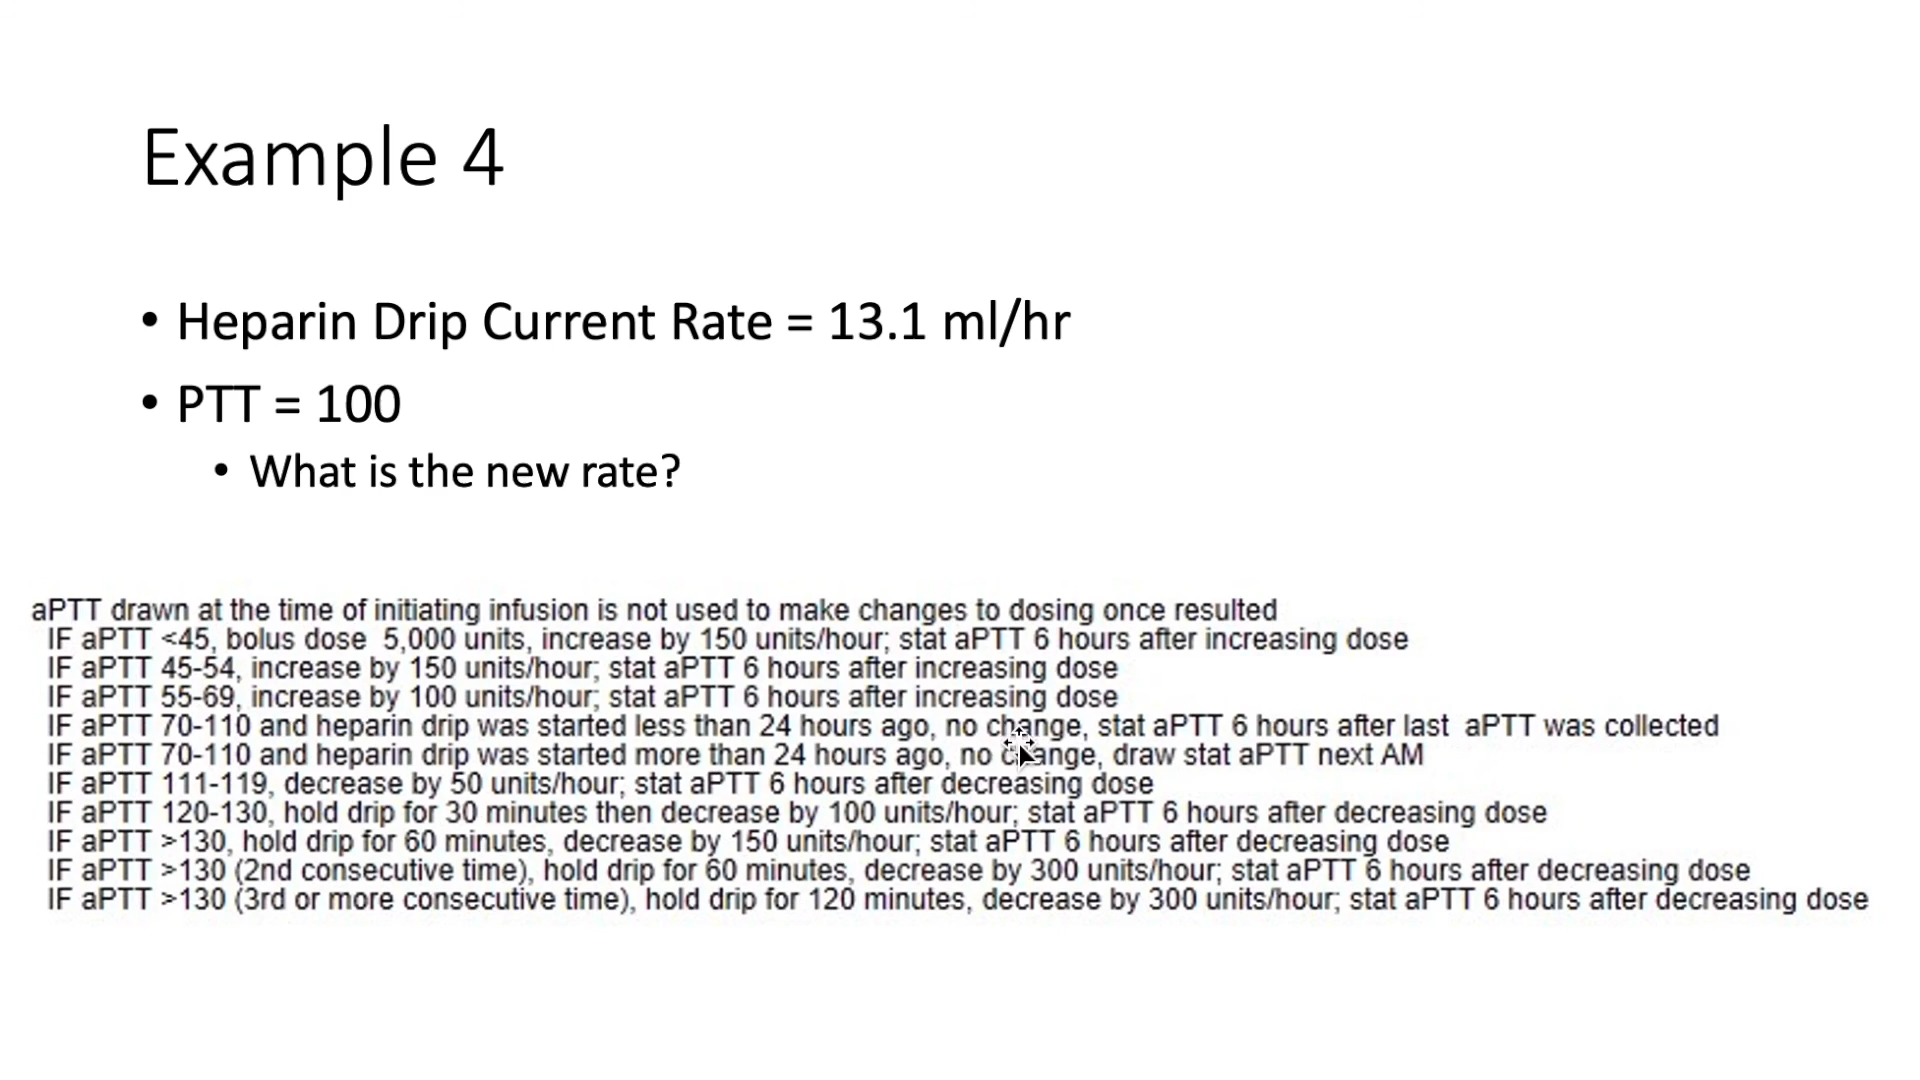 Example 4
• Heparin Drip Current Rate = 13.1 ml/hr
• PTT = 100
• What is the new rate?
aPTT drawn at the time of initiating infusion is not used to make changes to dosing once resulted
IF aPTT <45, bolus dose  5,000 units, increase by 150 units/hour; stat aPTT 6 hours after increasing dose
IF aPTT 45-54, increase by 150 units/hour; stat aPTT 6 hours after increasing dose
IF aPTT 55-69, increase by 100 units/hour; stat aPTT 6 hours after increasing dose
IF aPTT 70-110 and heparin drip was started less than 24 hours ago, no change, stat aPTT 6 hours after last  aPTT was collected
IF aPTT 70-110 and heparin drip was started more than 24 hours ago, no change, draw stat aPTT next AM
IF aPTT 111-119, decrease by 50 units/hour; stat aPTT 6 hours after decreasing dose
IF aPTT 120-130, hold drip for 30 minutes then decrease by 100 units/hour; stat aPTT 6 hours after decreasing dose
IF aPTT >130, hold drip for 60 minutes, decrease by 150 units/hour; stat aPTT 6 hours after decreasing dose
IF aPTT >130 (2nd consecutive time), hold drip for 60 minutes, decrease by 300 units/hour; stat aPTT 6 hours after decreasing dose
IF aPTT >130 (3rd or more consecutive time), hold drip for 120 minutes, decrease by 300 units/hour; stat aPTT 6 hours after decreasing dose